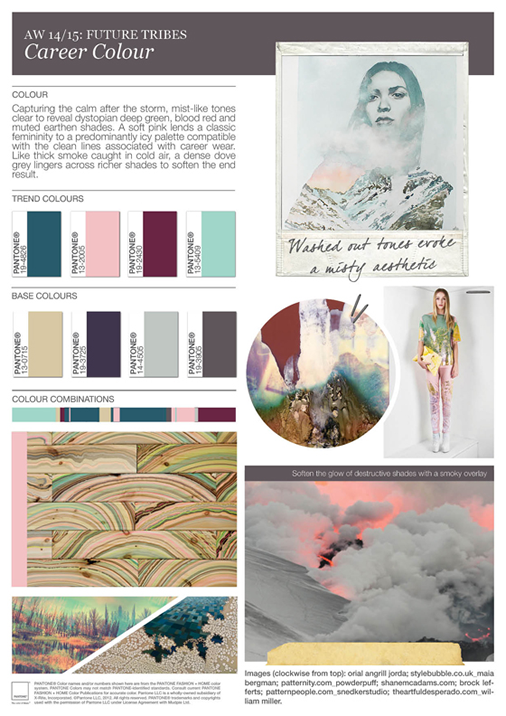 AW 14/15: FUTURE TRIBES
Career Colour
COLOUR
Capturing the calm after the storm, mist-like tones
clear to reveal dystopian deep green, blood red and
muted earthen shades. A soft pink lends a classic
femininity to a predominantly icy palette compatible
with the clean lines associated with career wear.
Like thick smoke caught in cold air, a dense dove
grey lingers across richer shades to soften the end
result.
Washed out tones evoke
a misty aesthetic
TREND COLOURS
PANTONE®
19-4826
PANTONE®
13-2005
PANTONE®
19-2430
PANTONE®
13-5409
BASE COLOURS
PANTONE®
13-0715
PANTONE®
19-3725
PANTONE®
14-4505
PANTONE®
19-3905
COLOUR COMBINATIONS
Soften the glow of destructive shades with a smoky overlay
Images (clockwise from top): orial angrill jorda; stylebubble.co.uk_maia
bergman; patternity.com_powderpuff; shanemcadams.com; brock lef-
ferts; patternpeople.com_snedkerstudio; theartfuldesperado.com_wil-
liam miller.
PANTONE
PANTONE® Color names and/or numbers shown here are from the PANTONE FASHION + HOME color
system. PANTONE Colors may not match PANTONE-identified standards. Consult current PANTONE
FASHION + HOME Color Publications for accurate color. Pantone LLC is a wholly owned subsidiary of
X-Rite, Incorporated. ©Pantone LLC, 2012. All rights reserved. PANTONE® trademarks and copyrights
used with the permission of Pantone LLC under License Agreement with Mudpie Ltd.